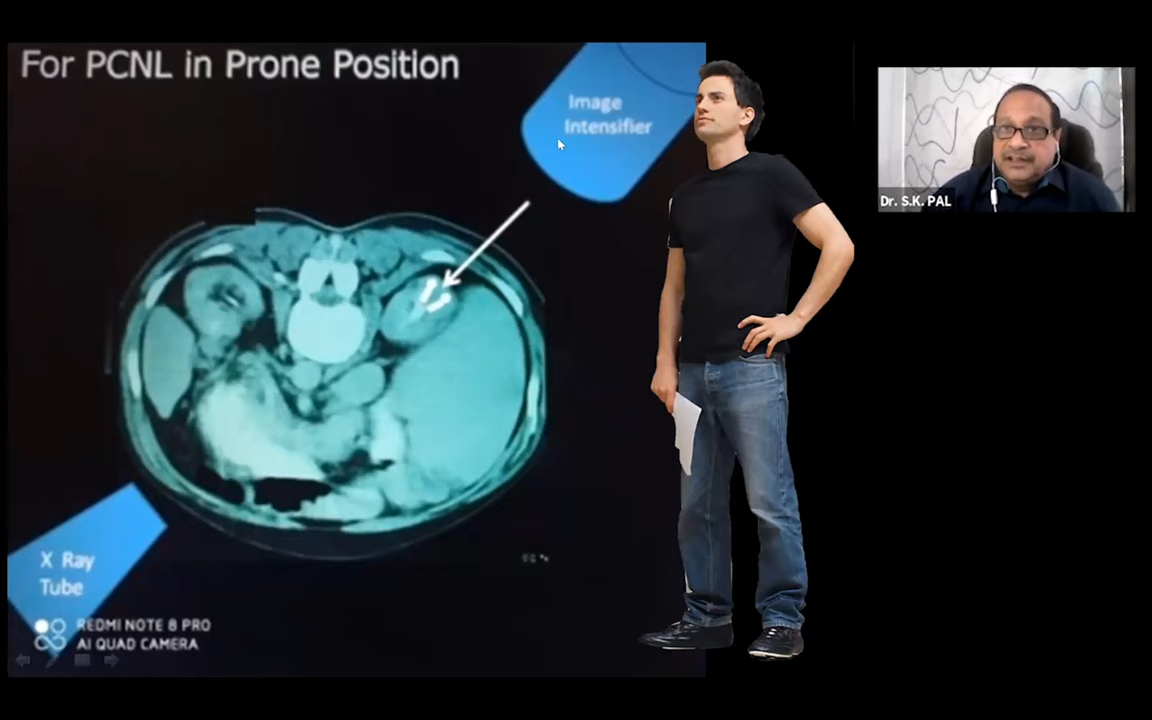 For PCNL in Prone Position
Image
Intensifier
Dr. S.K. PAL
X Ray
Tube
REDMI NOTE 8 PRO
AI QUAD CAMERA